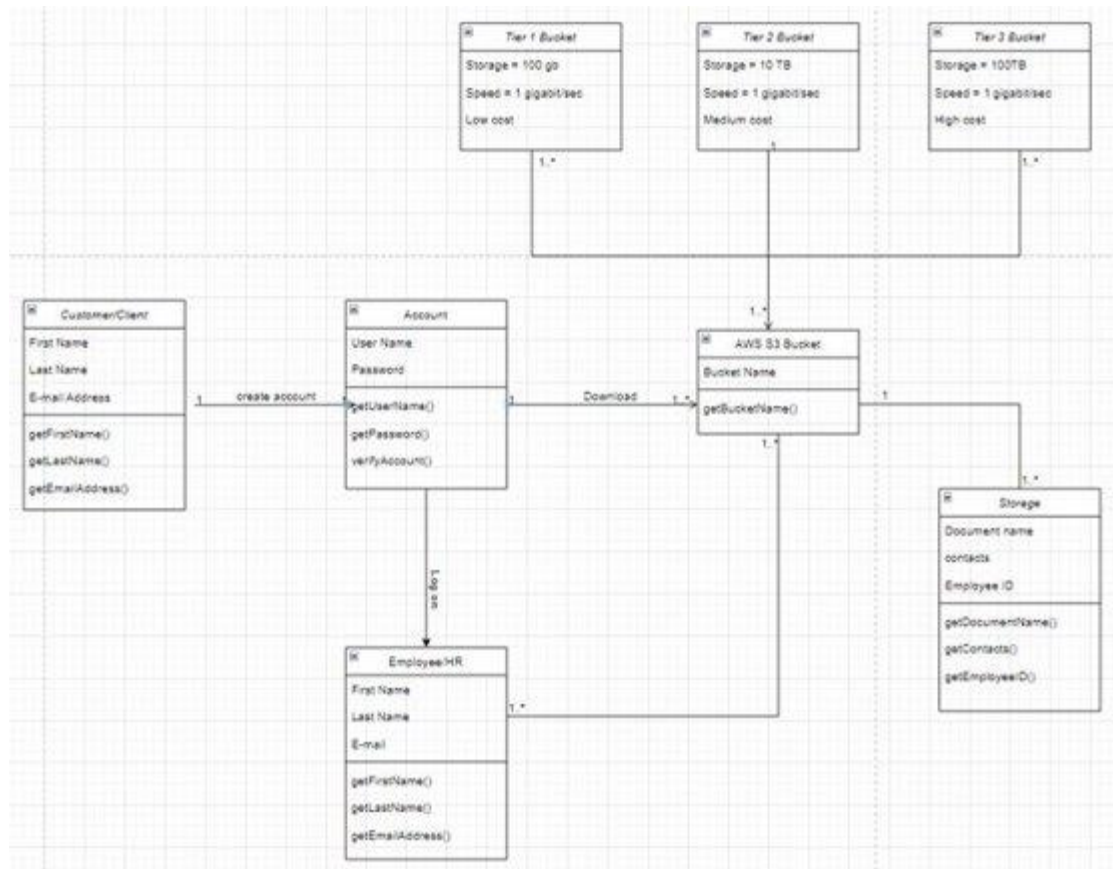 Tier 1 Bucket
Storage = 100 gb
Speed = 1 gigabit/sec
Low cost
1..*
Tier 2 Bucket
Storage = 10 TB
Speed = 1 gigabit/sec
Medium cost
1
Tier 3 Bucket
Storage = 100TB
Speed = 1 gigabit/sec
High cost
1..*
Customer/Client
First Name
Last Name
E-mail Address
getFirstName()
getLastName()
getEmailAddress()
1
create account
1
Account
User Name
Password
getUserName()
getPassword()
verifyAccount()
1
Download
1..*
1..*
AWS S3 Bucket
Bucket Name
getBucketName()
1
1..*
1..*
Storage
Document name
contacts
Employee ID
getDocumentName()
getContacts()
getEmployeeID()
Log on
Employee/HR
First Name
Last Name
E-mail
getFirstName()
getLastName()
getEmailAddress()
1..*